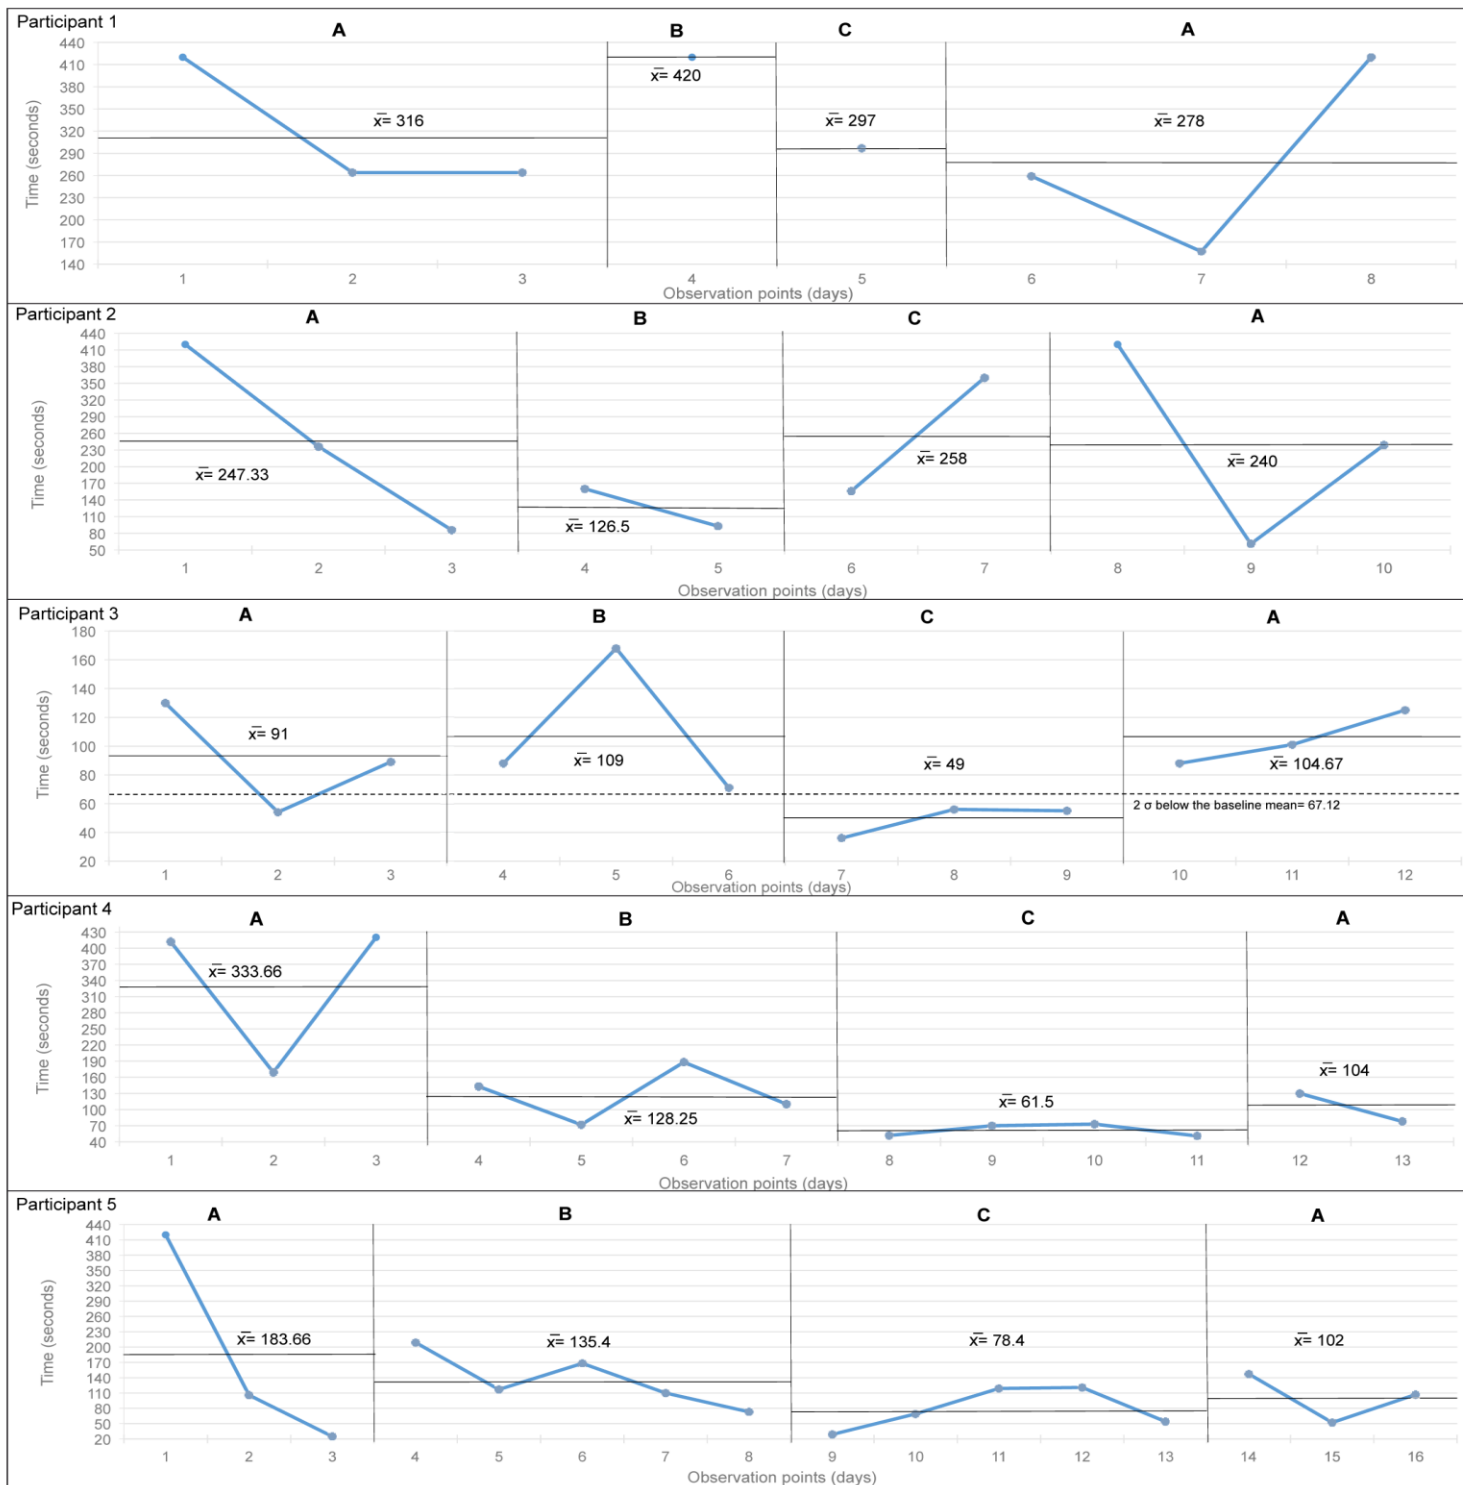 Participant 1
A B C A
Time (seconds)
440
410
380
350
320
290
260
230
200
170
140
x̅= 316
x̅= 420
x̅= 297
x̅= 278
1 2 3 4 5 6 7 8
Observation points (days)
Participant 2
A B C A
Time (seconds)
440
410
380
350
320
290
260
230
200
170
140
110
80
50
x̅= 247.33
x̅= 126.5
x̅= 258
x̅= 240
1 2 3 4 5 6 7 8 9 10
Observation points (days)
Participant 3
A B C A
Time (seconds)
180
160
140
120
100
80
60
40
20
x̅= 91
x̅= 109
x̅= 49
x̅= 104.67
2 σ below the baseline mean= 67.12
1 2 3 4 5 6 7 8 9 10 11 12
Observation points (days)
Participant 4
A B C A
Time (seconds)
430
400
370
340
310
280
250
220
190
160
130
100
70
40
x̅= 333.66
x̅= 128.25
x̅= 61.5
x̅= 104
1 2 3 4 5 6 7 8 9 10 11 12 13
Observation points (days)
Participant 5
A B C A
Time (seconds)
440
410
380
350
320
290
260
230
200
170
140
110
80
50
20
x̅= 183.66
x̅= 135.4
x̅= 78.4
x̅= 102
1 2 3 4 5 6 7 8 9 10 11 12 13 14 15 16
Observation points (days)